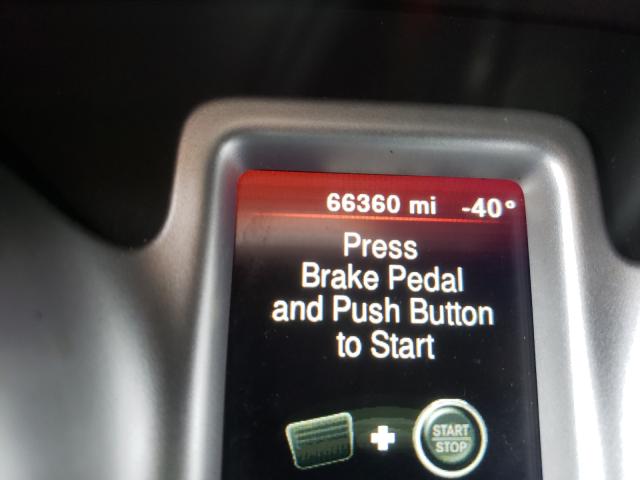 66360 mi -40°
Press
Brake Pedal
and Push Button
to Start
START
STOP